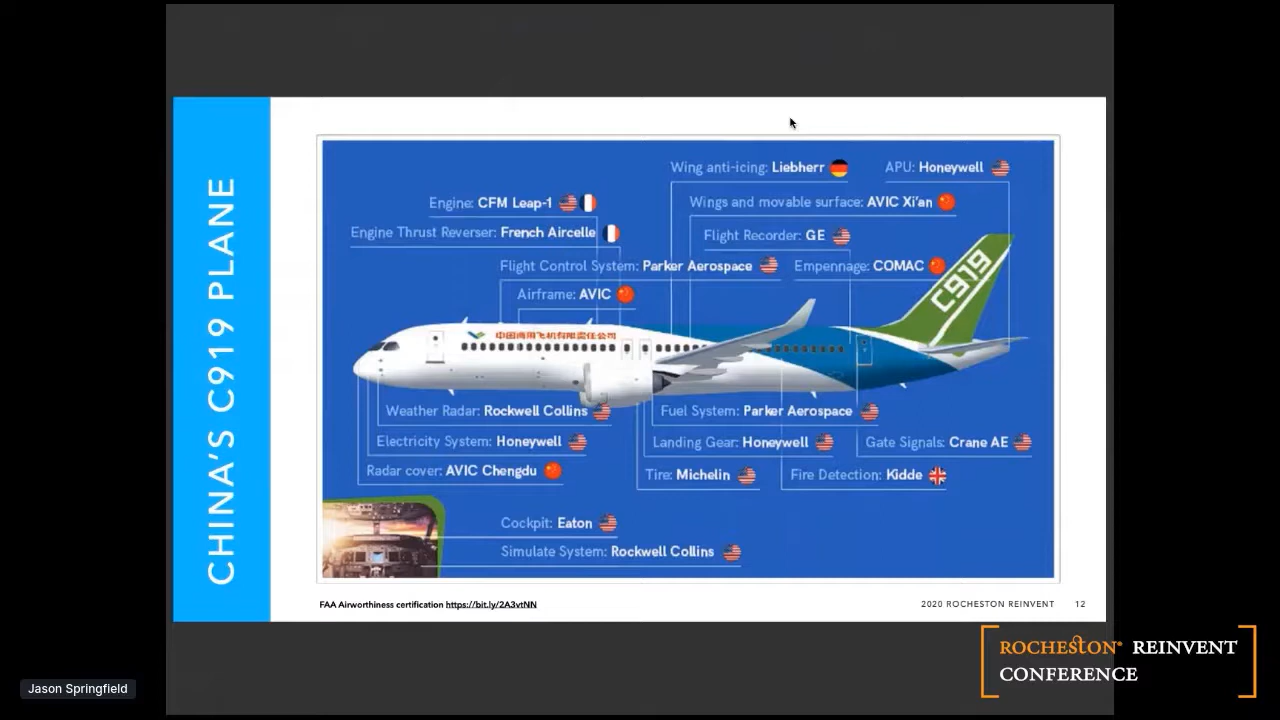 CHINA'S C919 PLANE
Wing anti-icing: Liebherr
APU: Honeywell
Engine: CFM Leap-1
Wings and movable surface: AVIC Xi'an
Engine Thrust Reverser: French Aircelle
Flight Recorder: GE
Flight Control System: Parker Aerospace
Empennage: COMAC
Airframe: AVIC
C919
中国商用飞机有限责任公司
Weather Radar: Rockwell Collins
Fuel System: Parker Aerospace
Electricity System: Honeywell
Landing Gear: Honeywell
Gate Signals: Crane AE
Radar cover: AVIC Chengdu
Tire: Michelin
Fire Detection: Kidde
Cockpit: Eaton
Simulate System: Rockwell Collins
FAA Airworthiness certification https://bit.ly/2A3vtNN
2020 ROCHESTON REINVENT 12
ROCHESTON® REINVENT
CONFERENCE
Jason Springfield